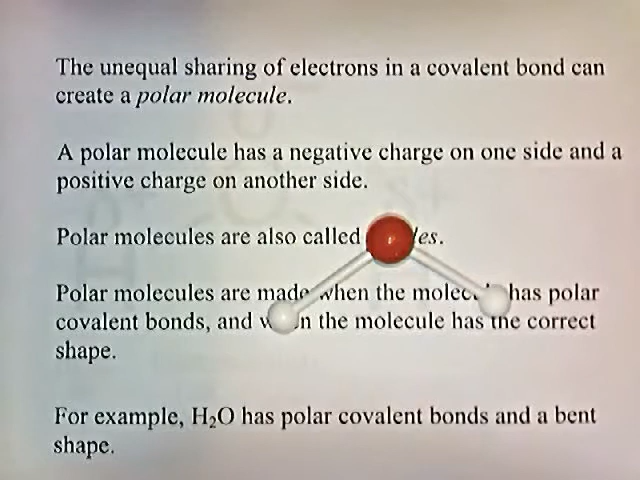 The unequal sharing of electrons in a covalent bond can
create a polar molecule.
A polar molecule has a negative charge on one side and a
positive charge on another side.
Polar molecules are also called
Polar molecules are made when the has polar
covalent bonds, and the molecule has the correct
shape.
For example, H₂O has polar covalent bonds and a bent
shape.